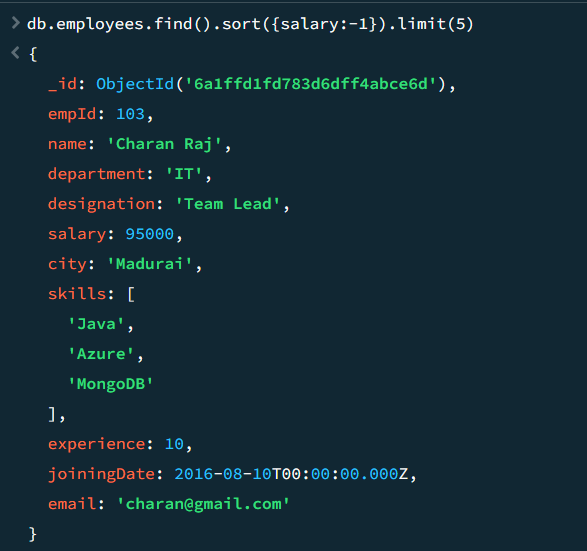 > db.employees.find().sort({salary:-1}).limit(5)
< {
_id: ObjectId('6a1ffd1fd783d6dff4abce6d'),
empId: 103,
name: 'Charan Raj',
department: 'IT',
designation: 'Team Lead',
salary: 95000,
city: 'Madurai',
skills: [
'Java',
'Azure',
'MongoDB'
],
experience: 10,
joiningDate: 2016-08-10T00:00:00.000Z,
email: 'charan@gmail.com'
}